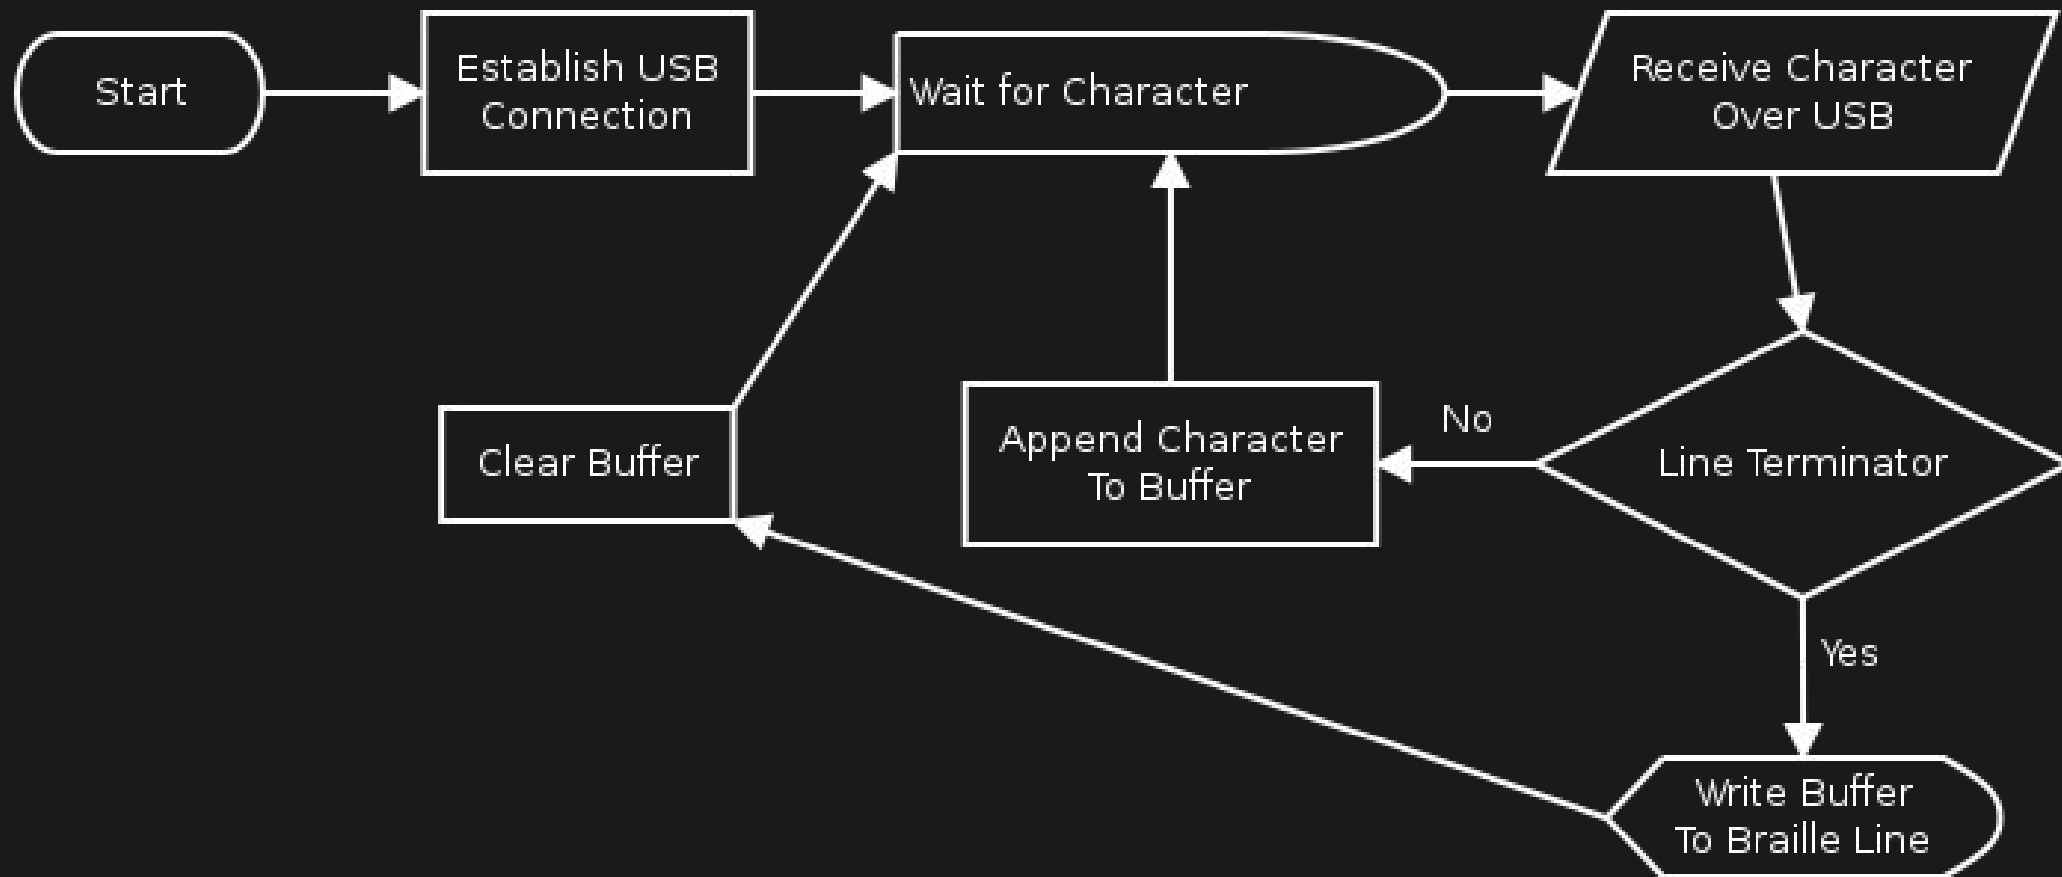 Start
Establish USB
Connection
Wait for Character
Receive Character
Over USB
Clear Buffer
Append Character
To Buffer
No
Line Terminator
Yes
Write Buffer
To Braille Line